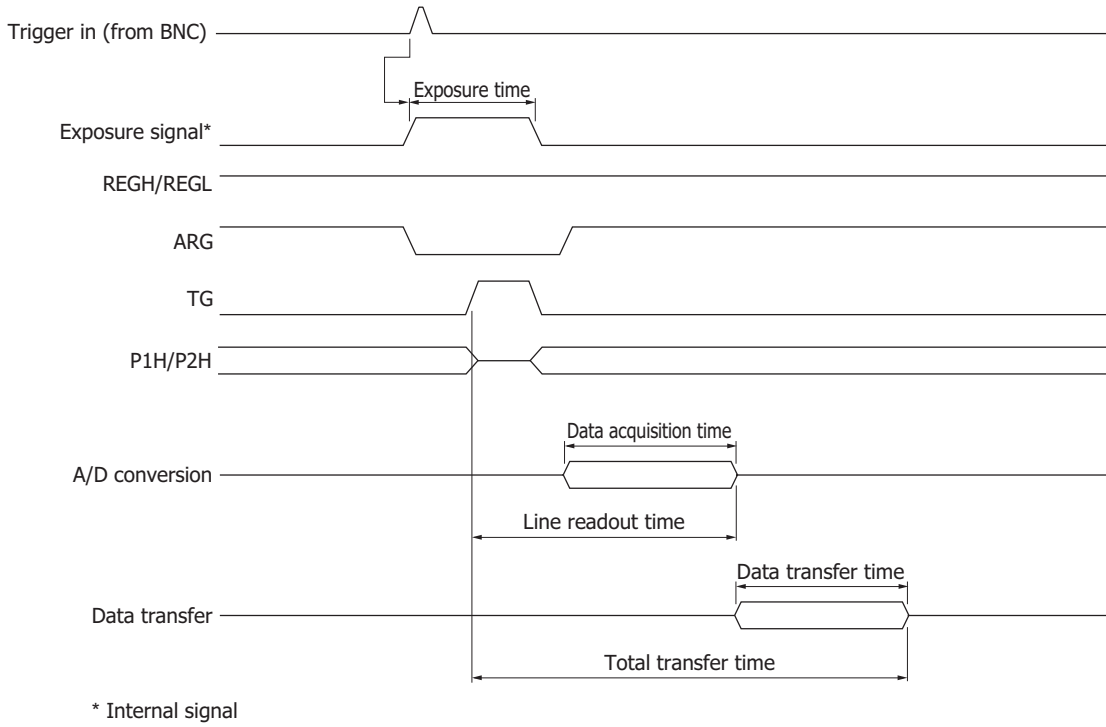 Trigger in (from BNC)
Exposure time
Exposure signal*
REGH/REGL
ARG
TG
P1H/P2H
Data acquisition time
A/D conversion
Line readout time
Data transfer time
Data transfer
Total transfer time
* Internal signal